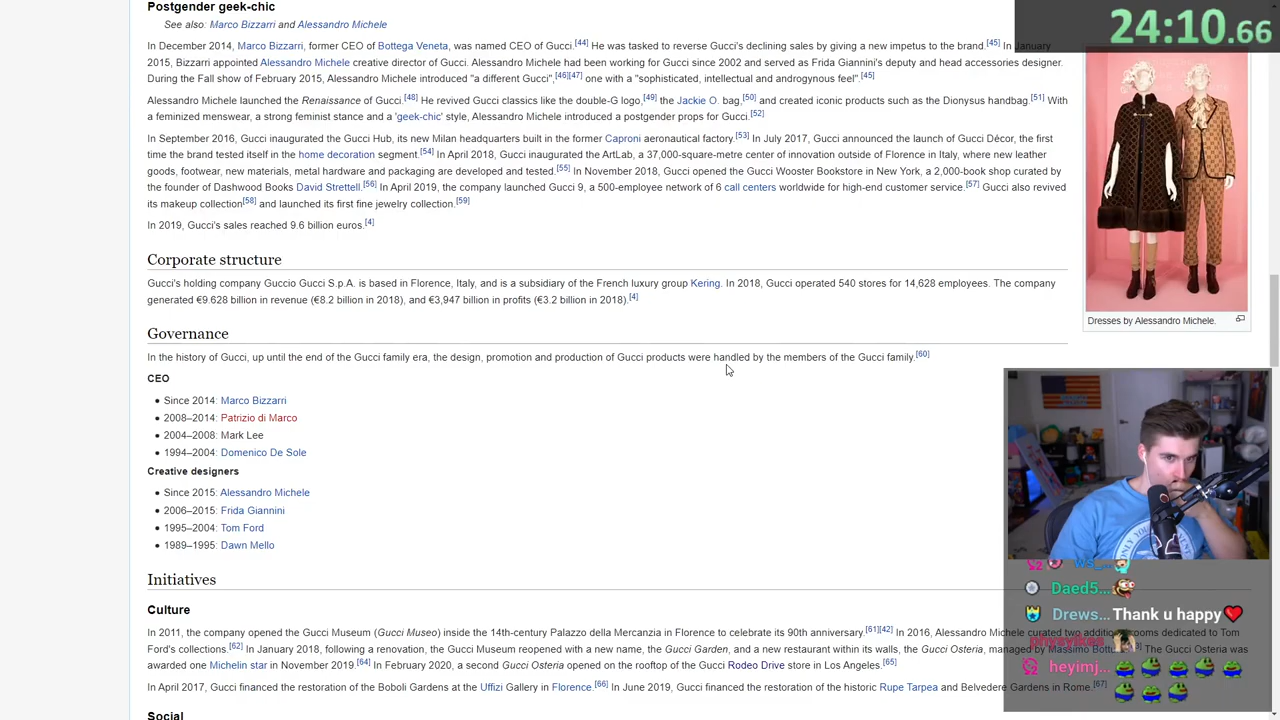 Postgender geek-chic
24:10.66
See also: Marco Bizzarri and Alessandro Michele
In December 2014, Marco Bizzarri, former CEO of Bottega Veneta, was named CEO of Gucci.[44] He was tasked to reverse Gucci's declining sales by giving a new impetus to the brand.[45] In January
2015, Bizzarri appointed Alessandro Michele creative director of Gucci. Alessandro Michele had been working for Gucci since 2002 and served as Frida Giannini's deputy and head accessories designer.
During the Fall show of February 2015, Alessandro Michele introduced "a different Gucci",[46][47] one with a "sophisticated, intellectual and androgynous feel".[45]
Alessandro Michele launched the Renaissance of Gucci.[48] He revived Gucci classics like the double-G logo,[49] the Jackie O. bag,[50] and created iconic products such as the Dionysus handbag.[51] With
a feminized menswear, a strong feminist stance and a 'geek-chic' style, Alessandro Michele introduced a postgender props for Gucci.[52]
In September 2016, Gucci inaugurated the Gucci Hub, its new Milan headquarters built in the former Caproni aeronautical factory.[53] In July 2017, Gucci announced the launch of Gucci Décor, the first
time the brand tested itself in the home decoration segment.[54] In April 2018, Gucci inaugurated the ArtLab, a 37,000-square-metre center of innovation outside of Florence in Italy, where new leather
goods, footwear, new materials, metal hardware and packaging are developed and tested.[55] In November 2018, Gucci opened the Gucci Wooster Bookstore in New York, a 2,000-book shop curated by
the founder of Dashwood Books David Strettell.[56] In April 2019, the company launched Gucci 9, a 500-employee network of 6 call centers worldwide for high-end customer service.[57] Gucci also revived
its makeup collection[58] and launched its first fine jewelry collection.[59]
In 2019, Gucci's sales reached 9.6 billion euros.[4]
Dresses by Alessandro Michele.
Corporate structure
Gucci's holding company Guccio Gucci S.p.A. is based in Florence, Italy, and is a subsidiary of the French luxury group Kering. In 2018, Gucci operated 540 stores for 14,628 employees. The company
generated €9.628 billion in revenue (€8.2 billion in 2018), and €3,947 billion in profits (€3.2 billion in 2018).[4]
Governance
In the history of Gucci, up until the end of the Gucci family era, the design, promotion and production of Gucci products were handled by the members of the Gucci family.[60]
CEO
• Since 2014: Marco Bizzarri
• 2008–2014: Patrizio di Marco
• 2004–2008: Mark Lee
• 1994–2004: Domenico De Sole
Creative designers
• Since 2015: Alessandro Michele
• 2006–2015: Frida Giannini
• 1995–2004: Tom Ford
• 1989–1995: Dawn Mello
Initiatives
Culture
In 2011, the company opened the Gucci Museum (Gucci Museo) inside the 14th-century Palazzo della Mercanzia in Florence to celebrate its 90th anniversary.[61][42] In 2016, Alessandro Michele curated two rooms dedicated to Tom
Ford's collections.[62] In January 2018, following renovation, the Gucci Museum reopened with a new name, the Gucci Garden, and a new restaurant within its walls, the Gucci Osteria, managed by Massimo The Gucci Osteria was
awarded one Michelin star in November 2019.[64] In February 2020, a second Gucci Osteria opened on the rooftop of the Gucci Rodeo Drive store in Los Angeles.[65]
In April 2017, Gucci financed the restoration of the Boboli Gardens at the Uffizi Gallery in Florence.[66] In June 2019, Gucci financed the restoration of the historic Rupe Tarpea and Belvedere Gardens in Rome.[67]
Social
ws_...
Daed5...
Drews... Thank u happy
heyimj...